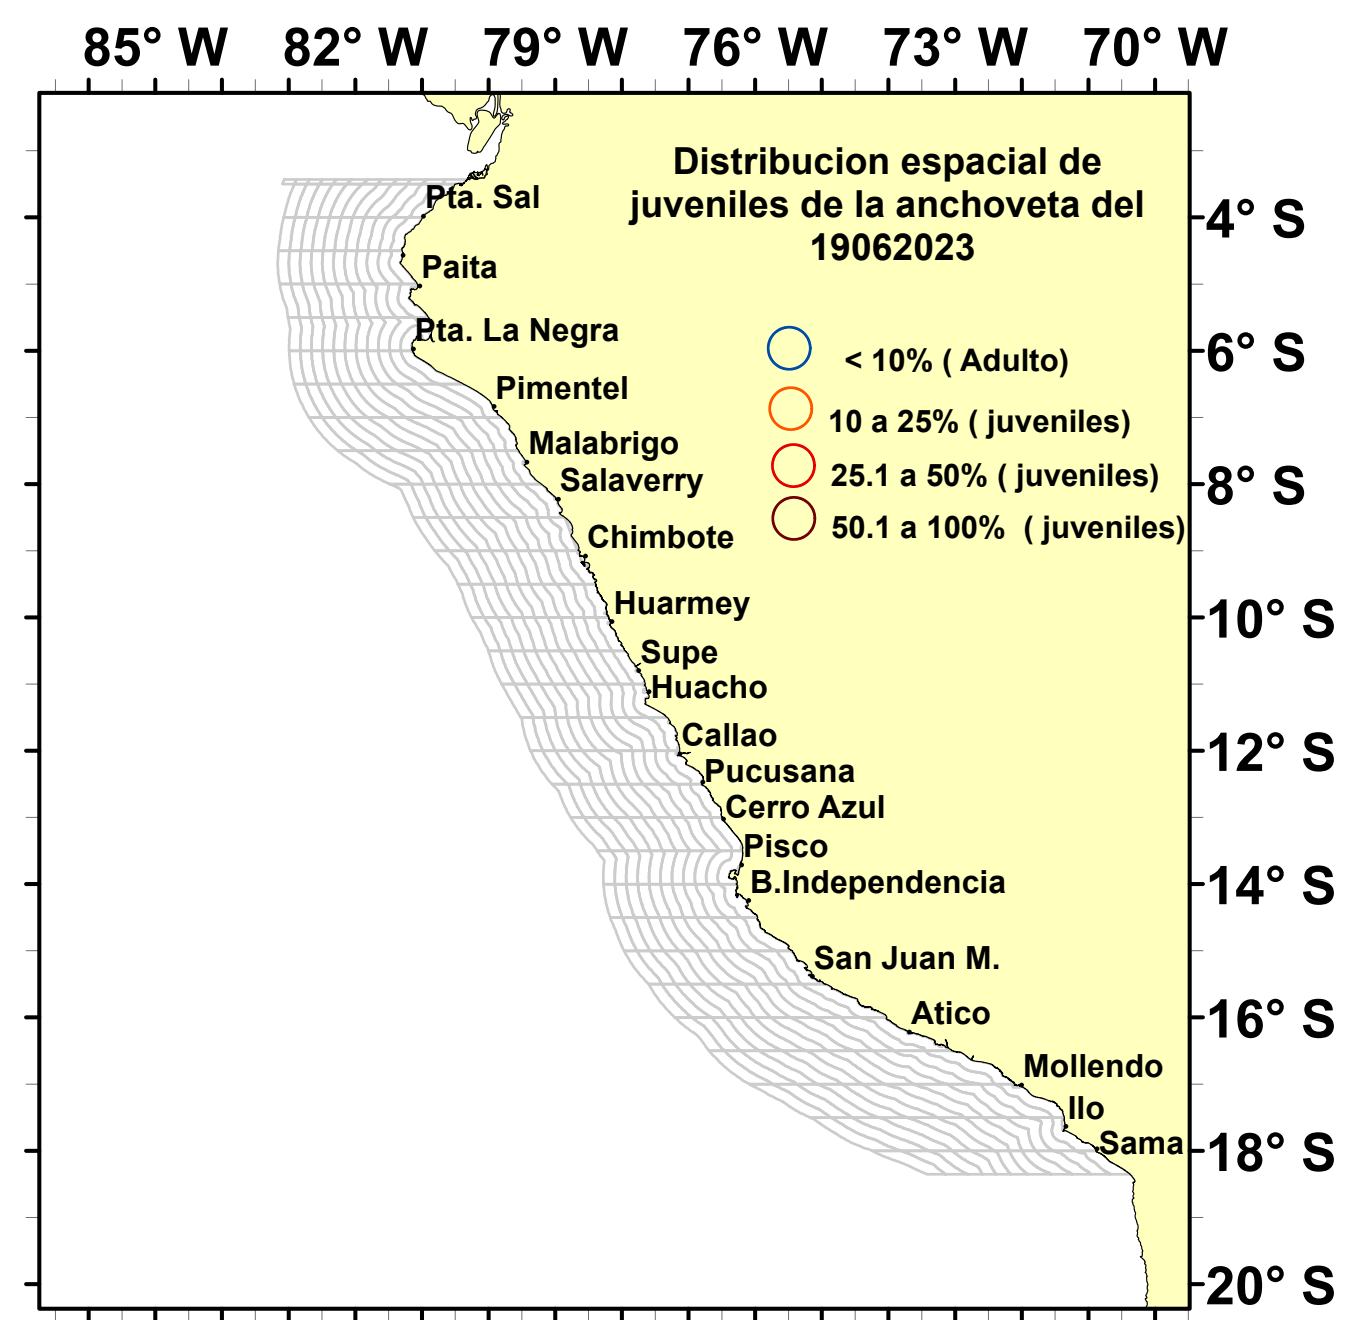 85° W 82° W 79° W 76° W 73° W 70° W
Distribucion espacial de
juveniles de la anchoveta del
19062023
Pta. Sal
4° S
Paita
Pta. La Negra
6° S
< 10% ( Adulto)
Pimentel
10 a 25% ( juveniles)
Malabrigo
25.1 a 50% ( juveniles)
Salaverry
8° S
50.1 a 100%  ( juveniles)
Chimbote
Huarmey
10° S
Supe
Huacho
Callao
12° S
Pucusana
Cerro Azul
Pisco
B.Independencia
14° S
San Juan M.
Atico
16° S
Mollendo
Ilo
Sama
18° S
20° S